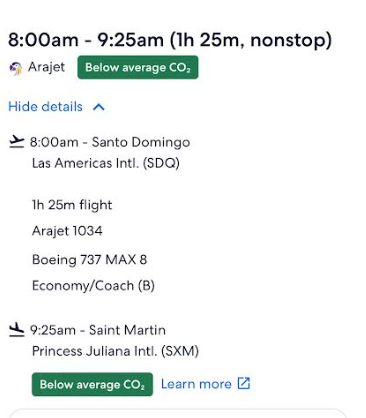 8:00am - 9:25am (1h 25m, nonstop)
Arajet Below average CO₂
Hide details
8:00am - Santo Domingo
Las Americas Intl. (SDQ)
1h 25m flight
Arajet 1034
Boeing 737 MAX 8
Economy/Coach (B)
9:25am - Saint Martin
Princess Juliana Intl. (SXM)
Below average CO₂ Learn more